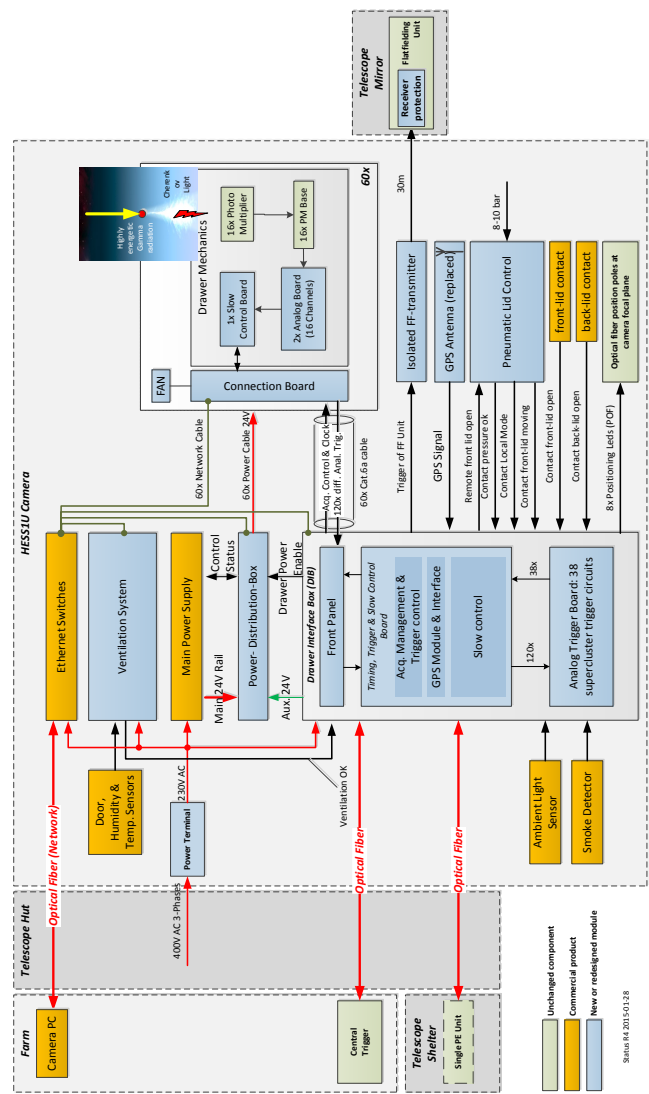 Farm
Camera PC
Central
Trigger
Telescope
Shelter
Single PE Unit
Telescope Hut
Optical Fiber (Network)
400V AC 3-Phases
Optical Fiber
Optical Fiber
HESS1U Camera
Ethernet Switches
Ventilation System
Door,
Humidity &
Temp. Sensors
Power Terminal
230V AC
Main Power Supply
Main 24V Rail
Control
Status
Power- Distribution-Box
Aux. 24V
Drawer Power
Enable
Ventilation OK
Drawer Interface Box (DIB)
Front Panel
Timing, Trigger & Slow Control
Board
Acq. Management &
Trigger control
GPS Module & Interface
Slow control
120x
38x
Analog Trigger Board: 38
supercluster trigger circuits
Ambient Light
Sensor
Smoke Detector
60x Network Cable
60x Power Cable 24V
Acq. Control & Clock
120x diff. Anal. Trig.
60x Cat.6a cable
FAN
Connection Board
Drawer Mechanics
1x Slow
Control Board
2x Analog Board
(16 Channels)
16x Photo
Multiplier
16x PM Base
60x
Highly
energetic
Gamma
radiation
Cherenk
ov
Light
Trigger of FF Unit
Isolated FF-transmitter
30m
GPS Signal
GPS Antenna (replaced)
Remote front lid open
Contact pressure ok
Contact Local Mode
Contact front-lid moving
Pneumatic Lid Control
8-10 bar
Contact front-lid open
front-lid contact
Contact back-lid open
back-lid contact
8x Positioning Leds (POF)
Optical fiber position poles at
camera focal plane
Telescope
Mirror
Flatfielding
Unit
Receiver
protection
Unchanged component
Commercial product
New or redesigned module
Status R4 2015-01-28